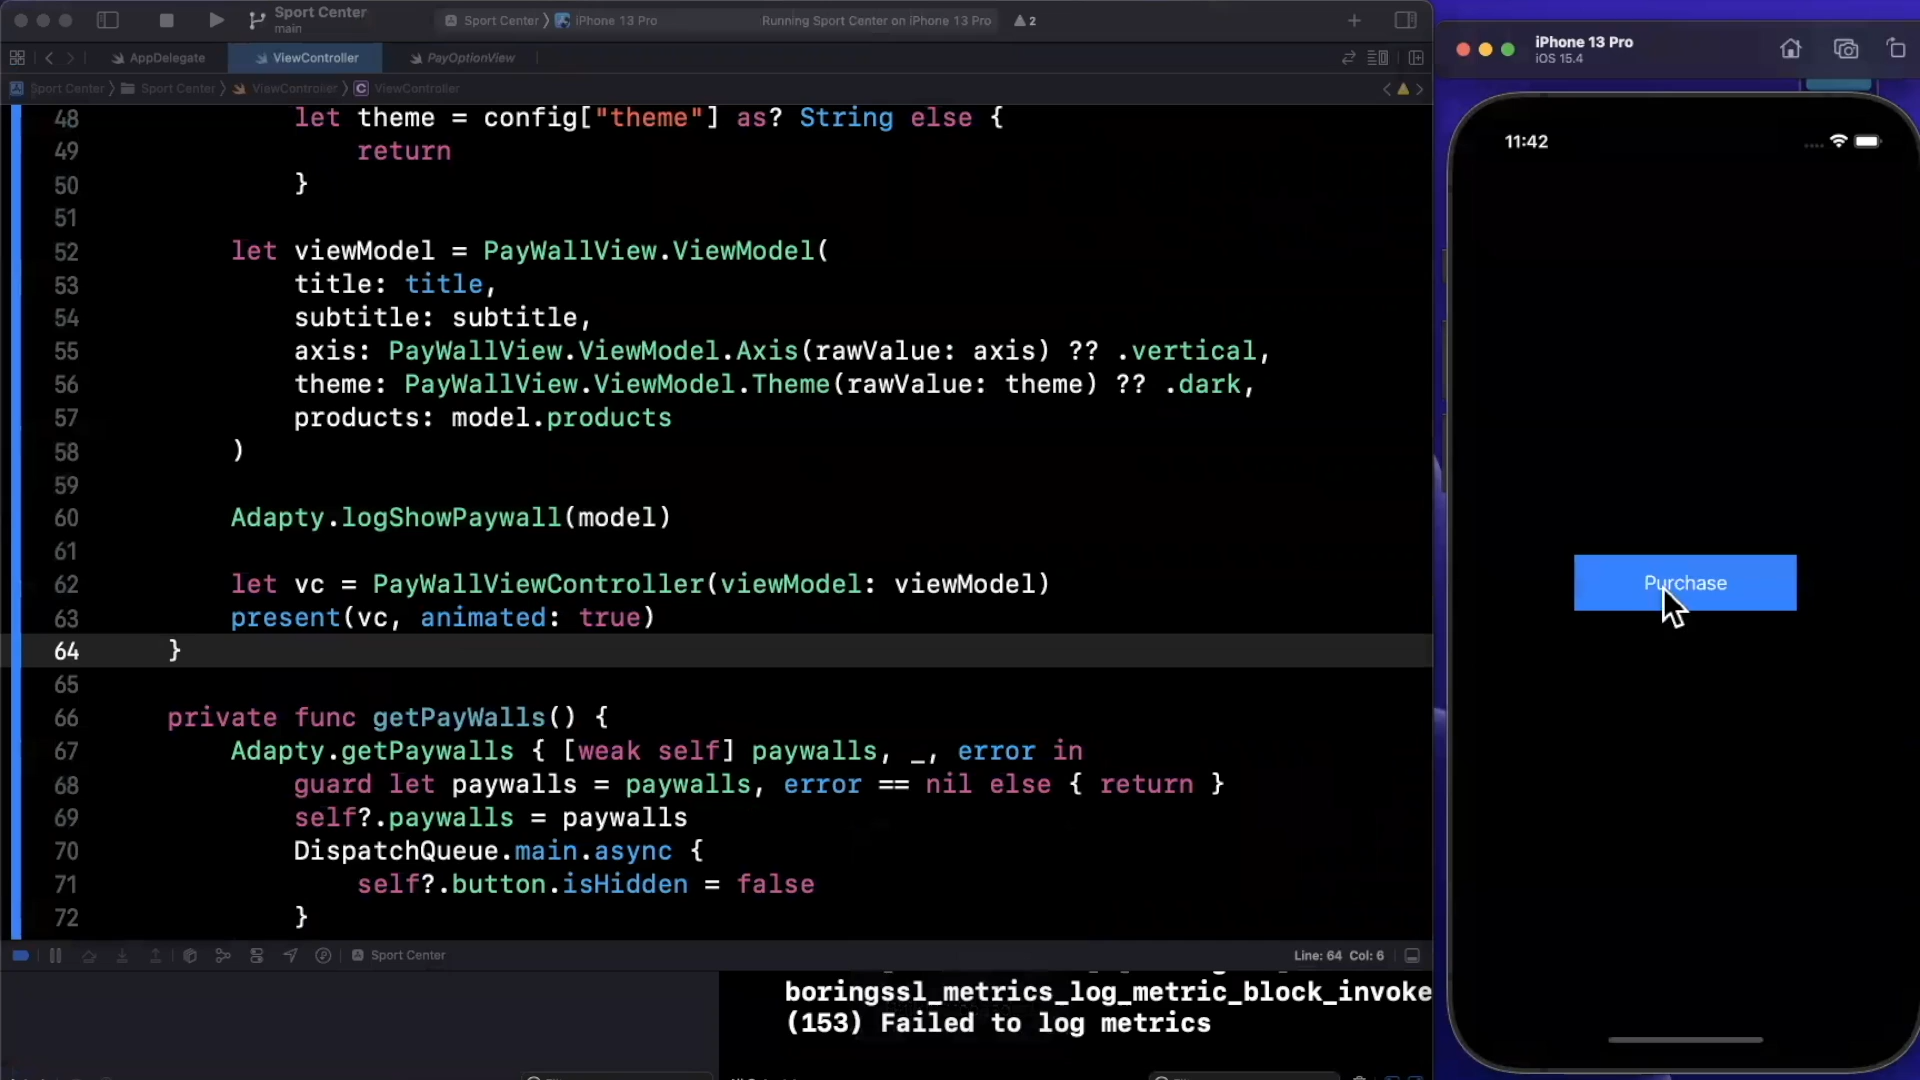 Sport Center
main
Sport Center
iPhone 13 Pro
Running Sport Center on iPhone 13 Pro
2
AppDelegate
ViewController
PayOptionView
Sport Center
Sport Center
ViewController
ViewController
48 let theme = config["theme"] as? String else {
49 return
50 }
51
52 let viewModel = PayWallView.ViewModel(
53 title: title,
54 subtitle: subtitle,
55 axis: PayWallView.ViewModel.Axis(rawValue: axis) ?? .vertical,
56 theme: PayWallView.ViewModel.Theme(rawValue: theme) ?? .dark,
57 products: model.products
58 )
59
60 Adapty.logShowPaywall(model)
61
62 let vc = PayWallViewController(viewModel: viewModel)
63 present(vc, animated: true)
64 }
65
66 private func getPayWalls() {
67 Adapty.getPaywalls { [weak self] paywalls, _, error in
68 guard let paywalls = paywalls, error == nil else { return }
69 self?.paywalls = paywalls
70 DispatchQueue.main.async {
71 self?.button.isHidden = false
72 }
Sport Center
Line: 64 Col: 6
boringssl_metrics_log_metric_block_invoke
(153) Failed to log metrics
iPhone 13 Pro
iOS 15.4
11:42
Purchase